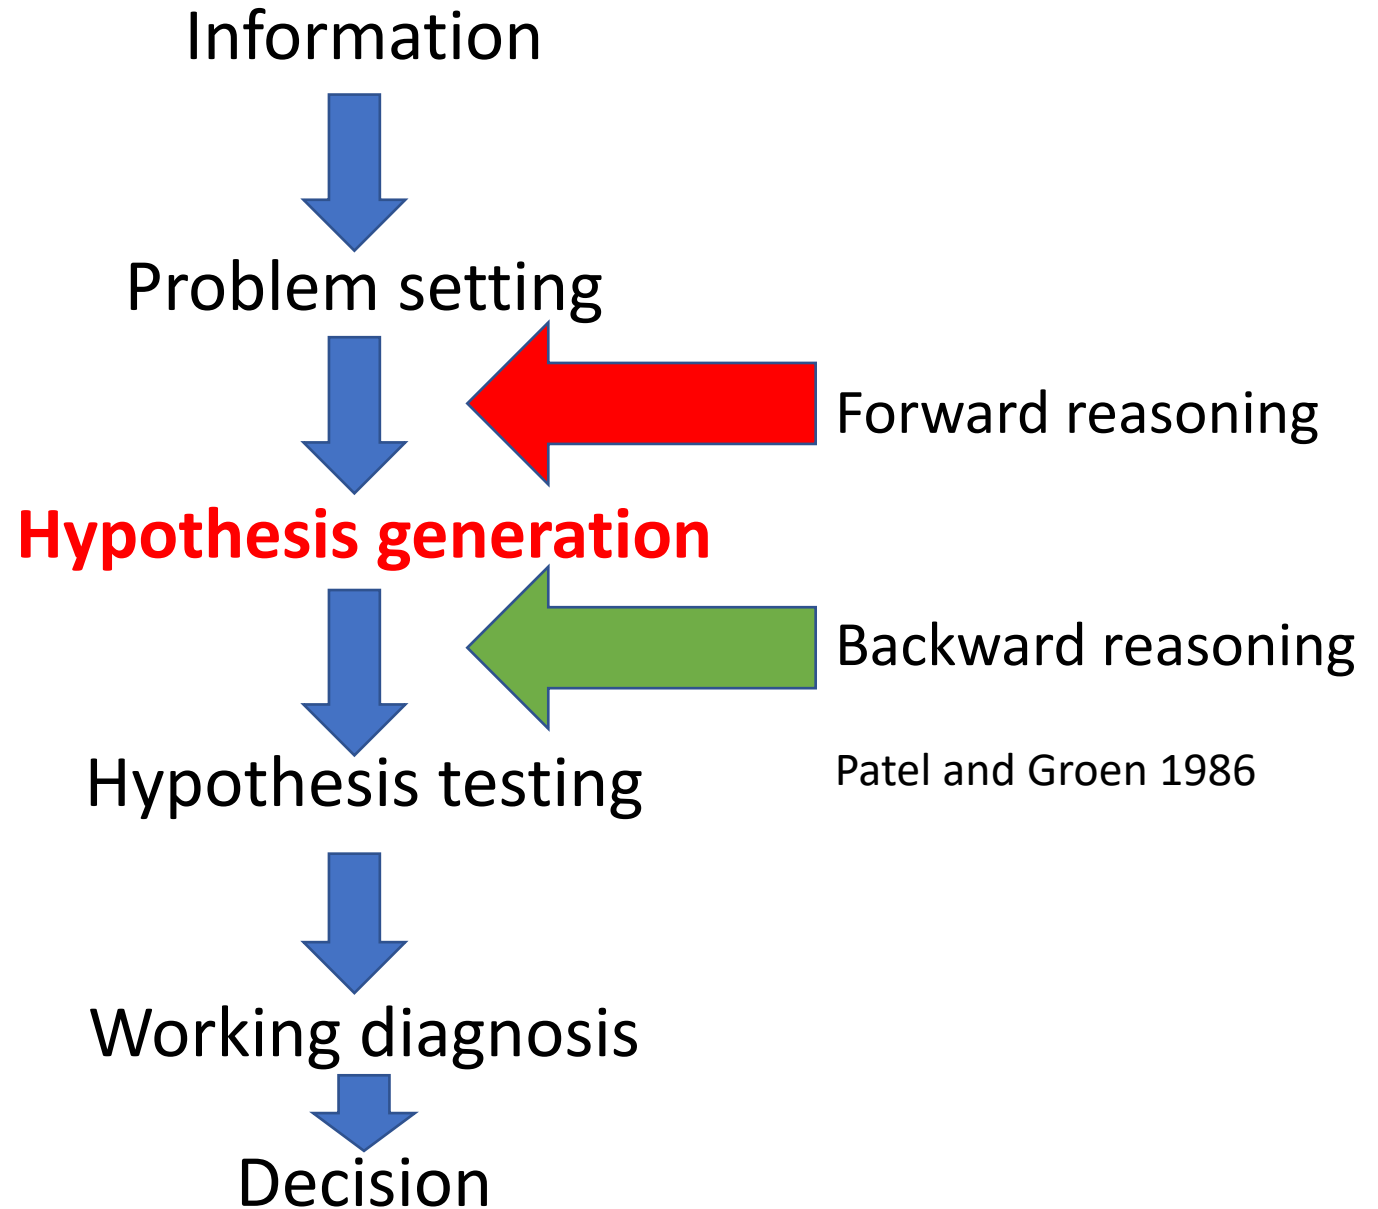 Information
Problem setting
Forward reasoning
Hypothesis generation
Backward reasoning
Hypothesis testing
Patel and Groen 1986
Working diagnosis
Decision